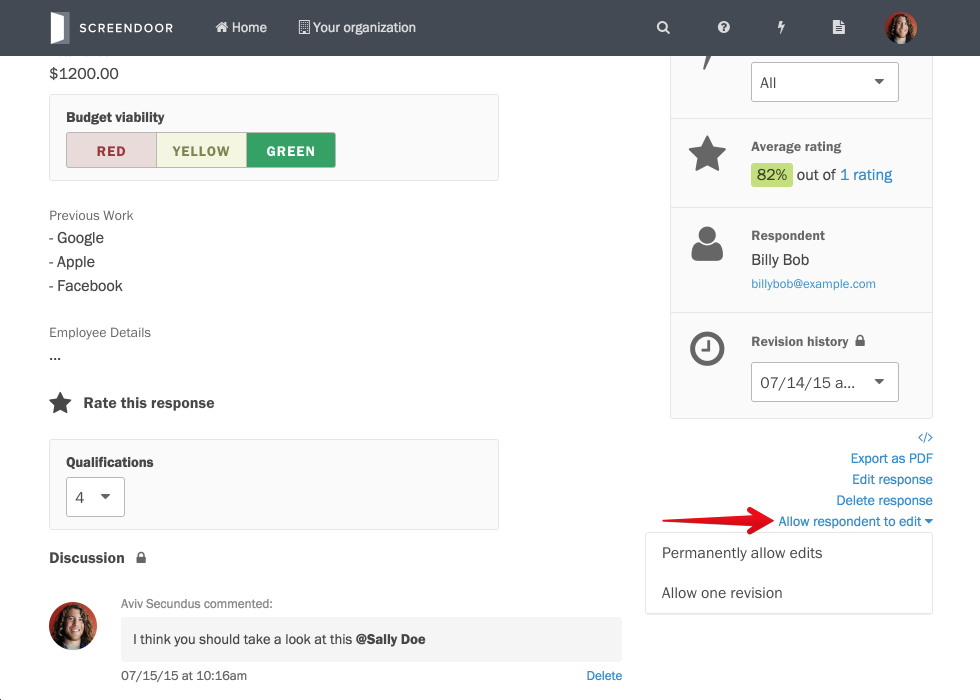 SCREENDOOR
Home
Your organization
$1200.00
Budget viability
RED
YELLOW
GREEN
Previous Work
- Google
- Apple
- Facebook
Employee Details
...
Rate this response
Qualifications
4
Discussion
Aviv Secundus commented:
I think you should take a look at this @Sally Doe
07/15/15 at 10:16am
Delete
All
Average rating
82% out of 1 rating
Respondent
Billy Bob
billybob@example.com
Revision history
07/14/15 a...
</>
Export as PDF
Edit response
Delete response
Allow respondent to edit
Permanently allow edits
Allow one revision